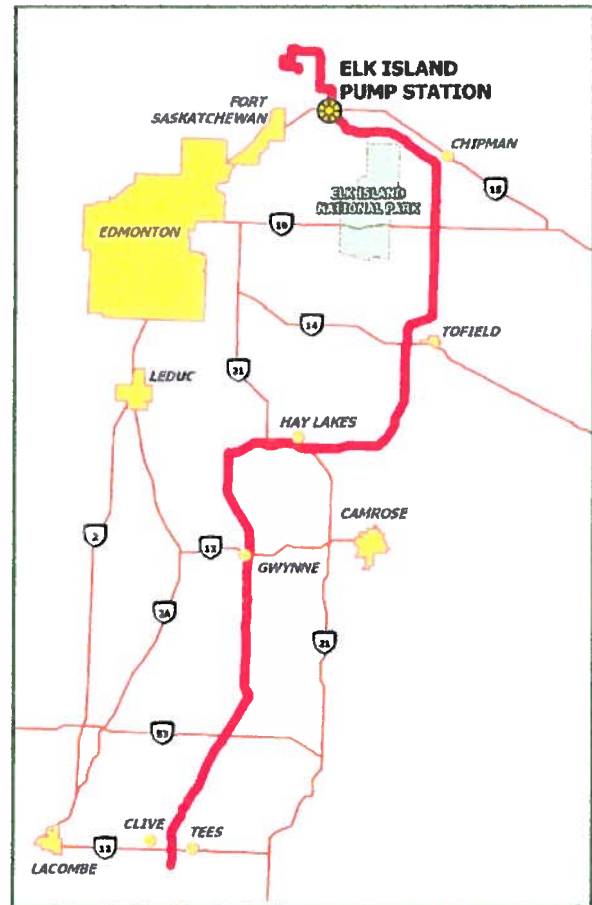 ELK ISLAND
PUMP STATION
FORT
SASKATCHEWAN
CHIPMAN
15
ELK ISLAND
NATIONAL PARK
EDMONTON
16
14
TOFIELD
LEDUC
21
HAY LAKES
CAMROSE
2
13
GWYNNE
2A
21
53
CLIVE
TEES
12
LACOMBE